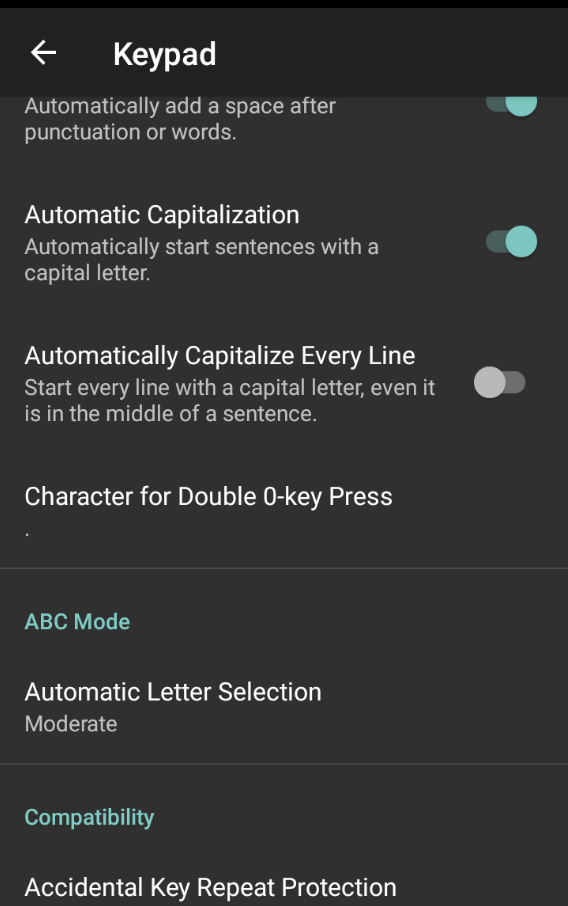 Keypad
Automatically add a space after
punctuation or words.
Automatic Capitalization
Automatically start sentences with a
capital letter.
Automatically Capitalize Every Line
Start every line with a capital letter, even it
is in the middle of a sentence.
Character for Double 0-key Press
.
ABC Mode
Automatic Letter Selection
Moderate
Compatibility
Accidental Key Repeat Protection